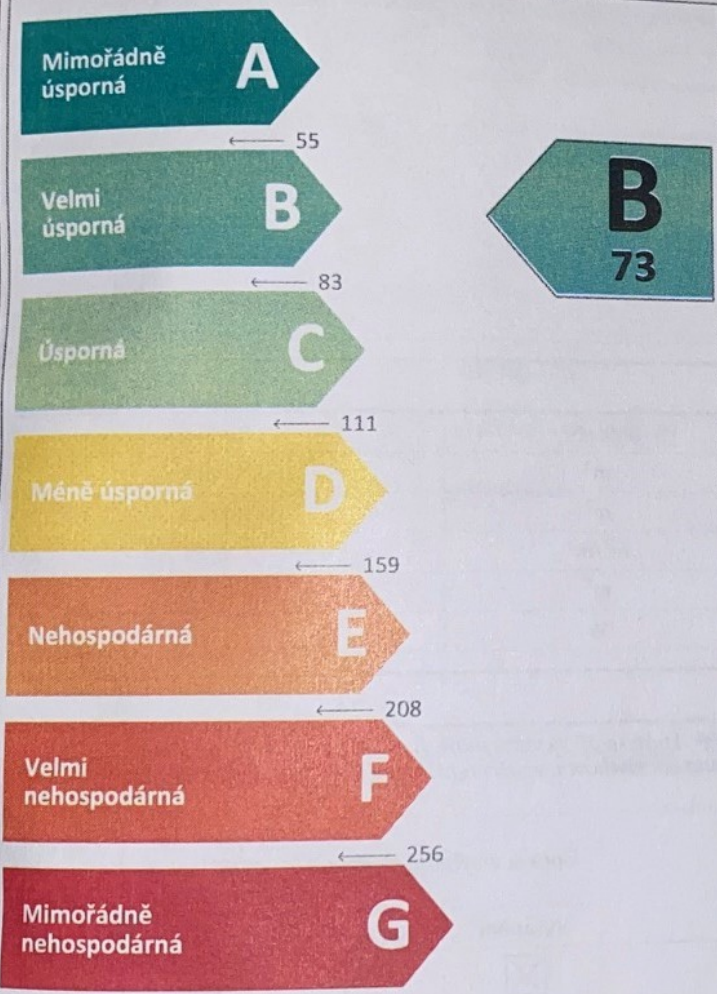 Mimořádně
úsporná
A
← 55
Velmi
úsporná
B
← 83
Úsporná
C
← 111
Méně úsporná
D
← 159
Nehospodárná
E
← 208
Velmi
nehospodárná
F
← 256
Mimořádně
nehospodárná
G
B
73